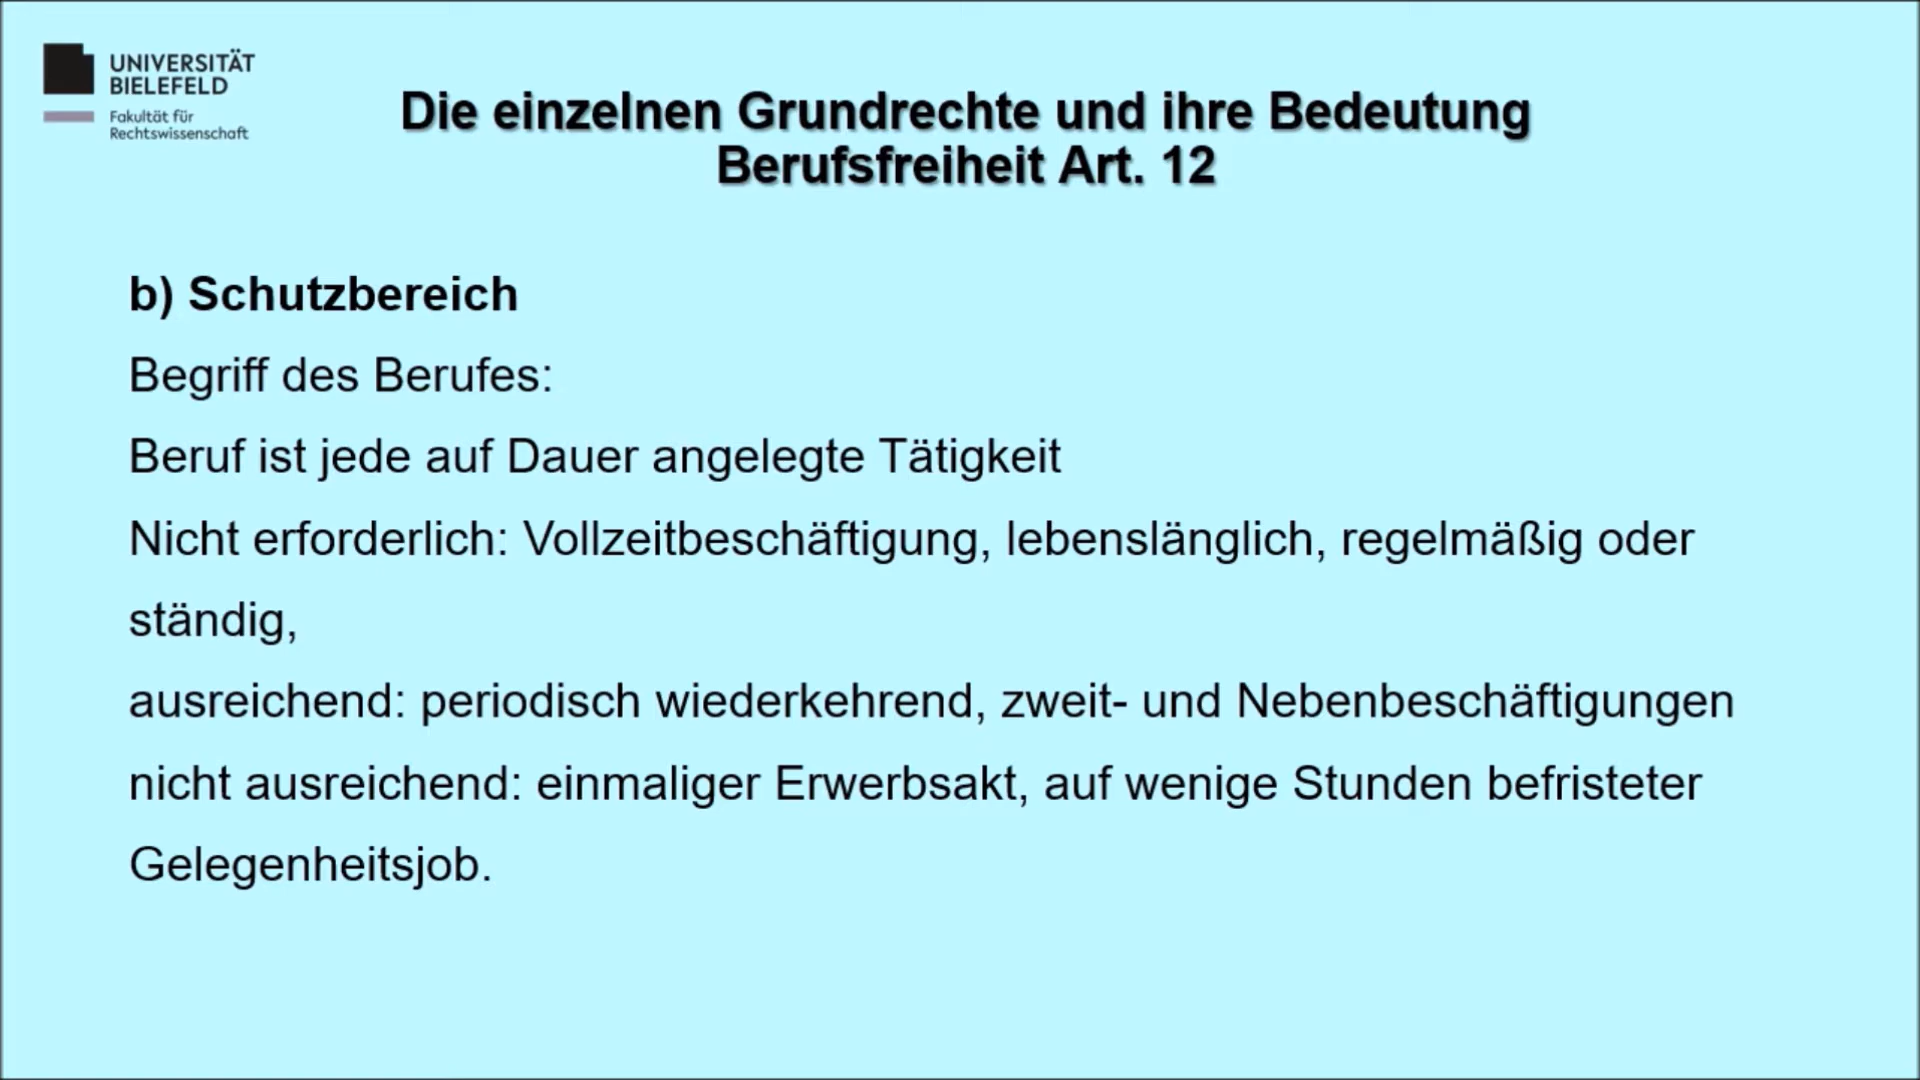 UNIVERSITÄT
BIELEFELD
Fakultät für
Rechtswissenschaft
Die einzelnen Grundrechte und ihre Bedeutung
Berufsfreiheit Art. 12
b) Schutzbereich
Begriff des Berufes:
Beruf ist jede auf Dauer angelegte Tätigkeit
Nicht erforderlich: Vollzeitbeschäftigung, lebenslänglich, regelmäßig oder
ständig,
ausreichend: periodisch wiederkehrend, zweit- und Nebenbeschäftigungen
nicht ausreichend: einmaliger Erwerbsakt, auf wenige Stunden befristeter
Gelegenheitsjob.